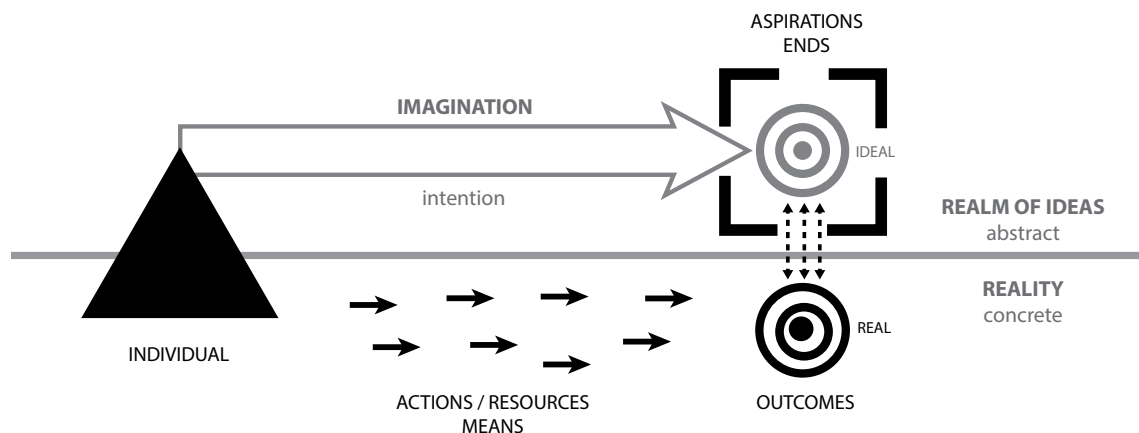 ASPIRATIONS
ENDS
IMAGINATION
IDEAL
intention
REALM OF IDEAS
abstract
REALITY
concrete
REAL
INDIVIDUAL
ACTIONS / RESOURCES
MEANS
OUTCOMES